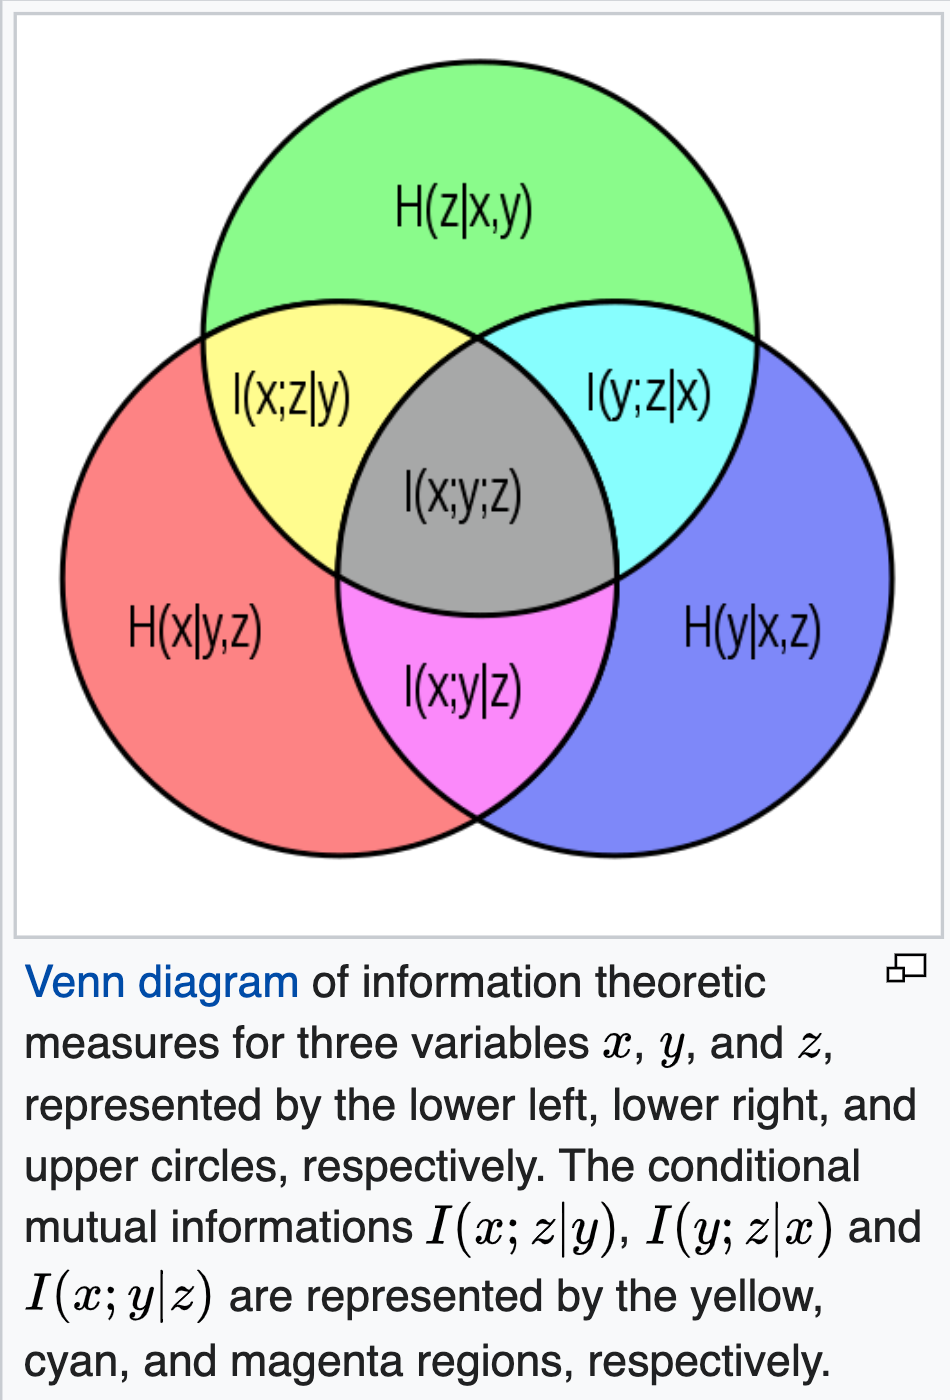 H(z|x,y)
I(x;z|y)
I(y;z|x)
I(x;y;z)
H(x|y,z)
H(y|x,z)
I(x;y|z)
Venn diagram of information theoretic
measures for three variables x, y, and z,
represented by the lower left, lower right, and
upper circles, respectively. The conditional
mutual informations I(x; z|y), I(y; z|x) and
I(x; y|z) are represented by the yellow,
cyan, and magenta regions, respectively.